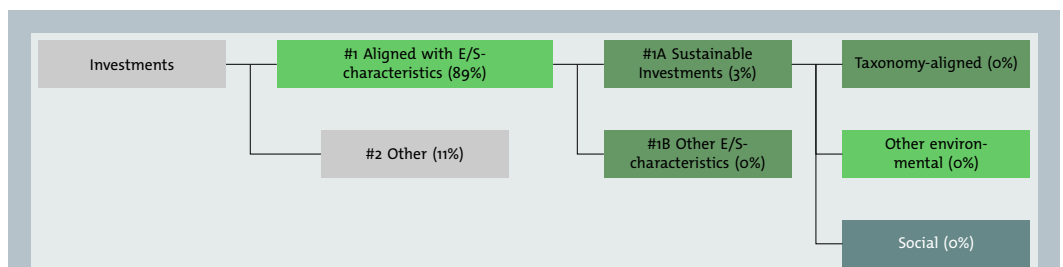 Investments
#1 Aligned with E/S-
characteristics (89%)
#1A Sustainable
Investments (3%)
Taxonomy-aligned (0%)
#2 Other (11%)
#1B Other E/S-
characteristics (0%)
Other environ-
mental (0%)
Social (0%)